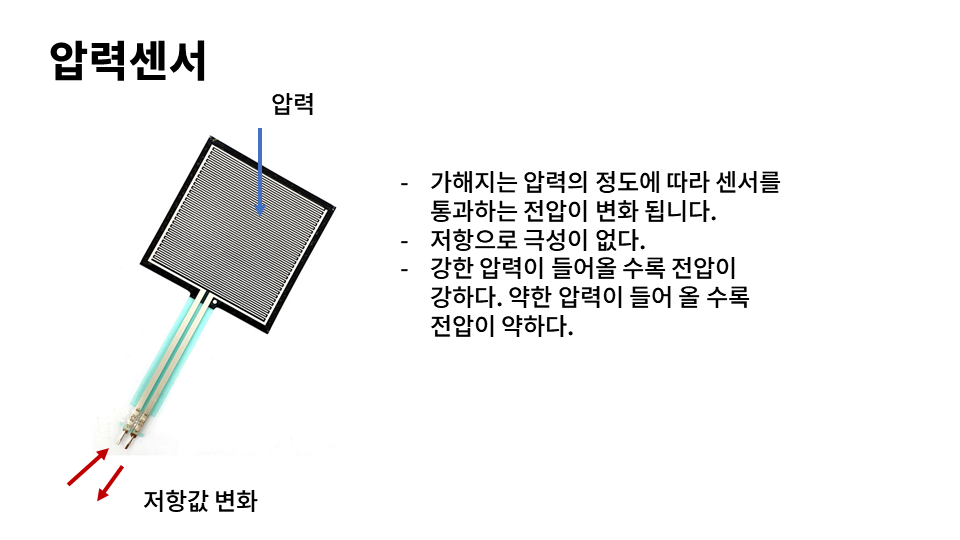 압력센서
압력
- 가해지는 압력의 정도에 따라 센서를
통과하는 전압이 변화 됩니다.
- 저항으로 극성이 없다.
- 강한 압력이 들어올 수록 전압이
강하다. 약한 압력이 들어 올 수록
전압이 약하다.
저항값 변화